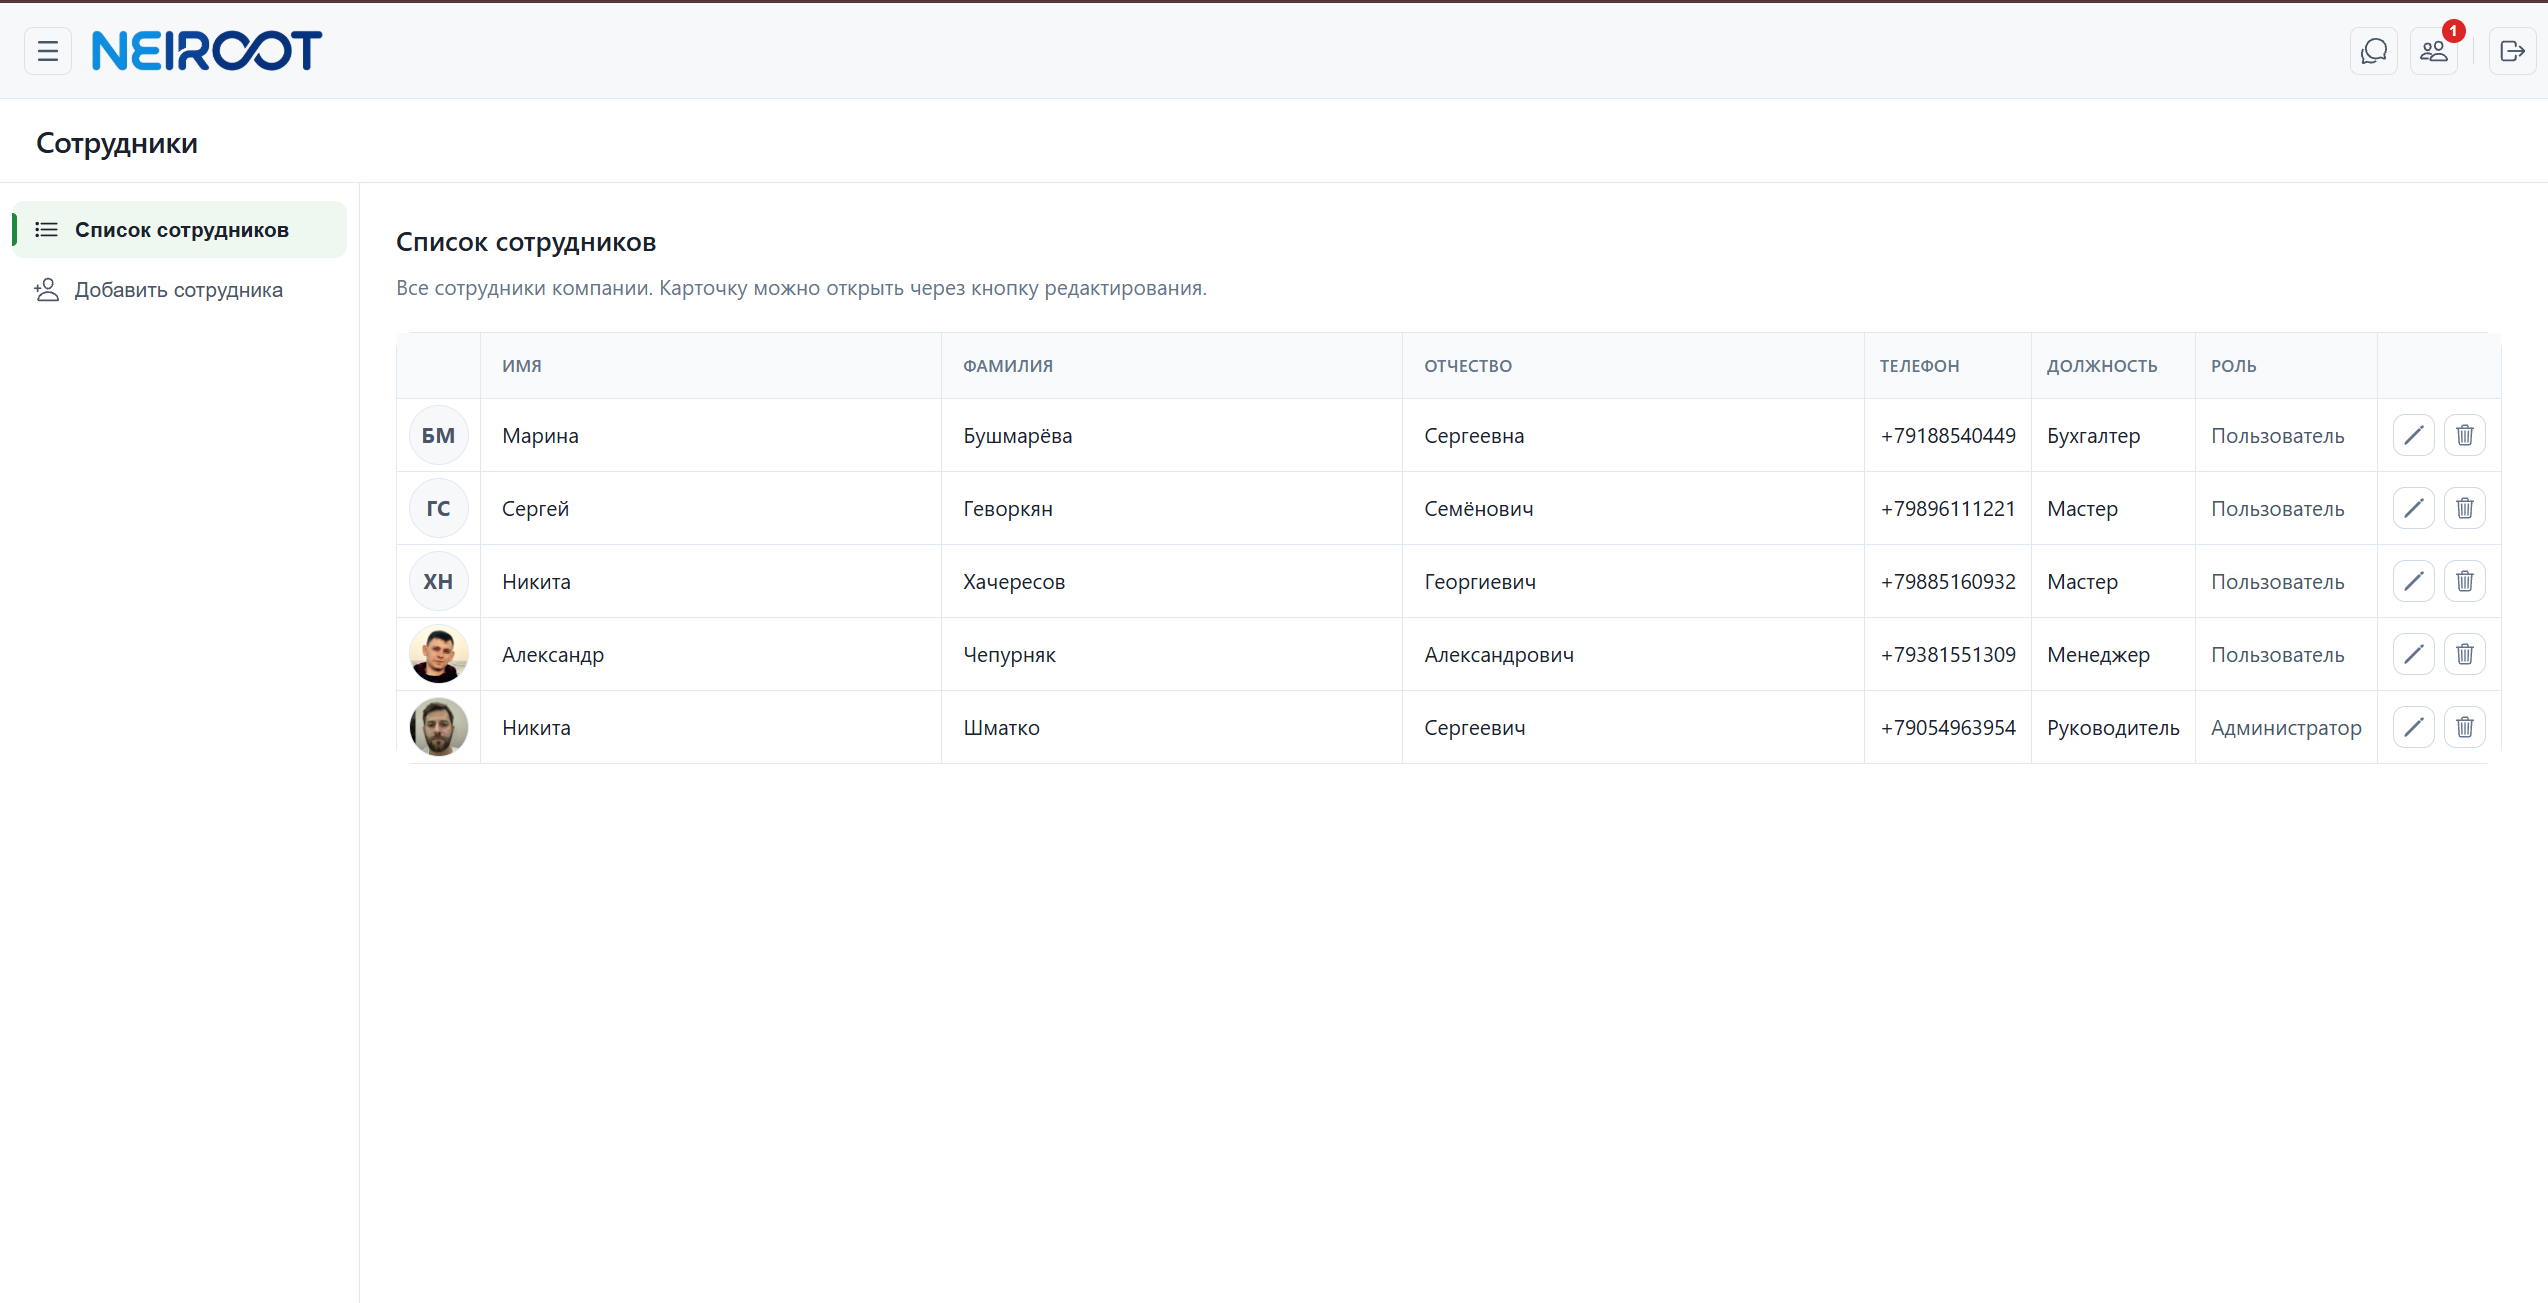 NEIROOT
1
Сотрудники
Список сотрудников
Добавить сотрудника
Список сотрудников
Все сотрудники компании. Карточку можно открыть через кнопку редактирования.
ИМЯ ФАМИЛИЯ ОТЧЕСТВО ТЕЛЕФОН ДОЛЖНОСТЬ РОЛЬ
БМ Марина Бушмарёва Сергеевна +79188540449 Бухгалтер Пользователь
ГС Сергей Геворкян Семёнович +79896111221 Мастер Пользователь
ХН Никита Хачересов Георгиевич +79885160932 Мастер Пользователь
Александр Чепурняк Александрович +79381551309 Менеджер Пользователь
Никита Шматко Сергеевич +79054963954 Руководитель Администратор